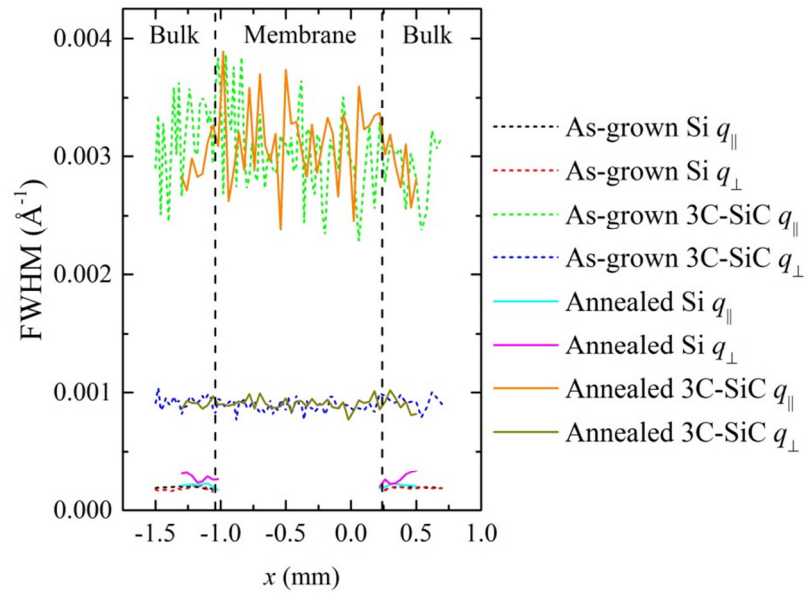 Bulk Membrane Bulk
0.004
0.003
0.002
0.001
0.000
FWHM (Å⁻¹)
-1.5 -1.0 -0.5 0.0 0.5 1.0
x (mm)
As-grown Si q∥
As-grown Si q⊥
As-grown 3C-SiC q∥
As-grown 3C-SiC q⊥
Annealed Si q∥
Annealed Si q⊥
Annealed 3C-SiC q∥
Annealed 3C-SiC q⊥